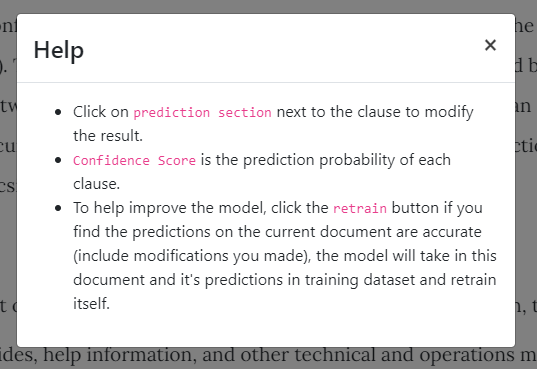 Help
×
Click on prediction section next to the clause to modify
the result.
Confidence Score is the prediction probability of each
clause.
To help improve the model, click the retrain button if you
find the predictions on the current document are accurate
(include modifications you made), the model will take in this
document and it's predictions in training dataset and retrain
itself.
ides, help information, and other technical and operations m